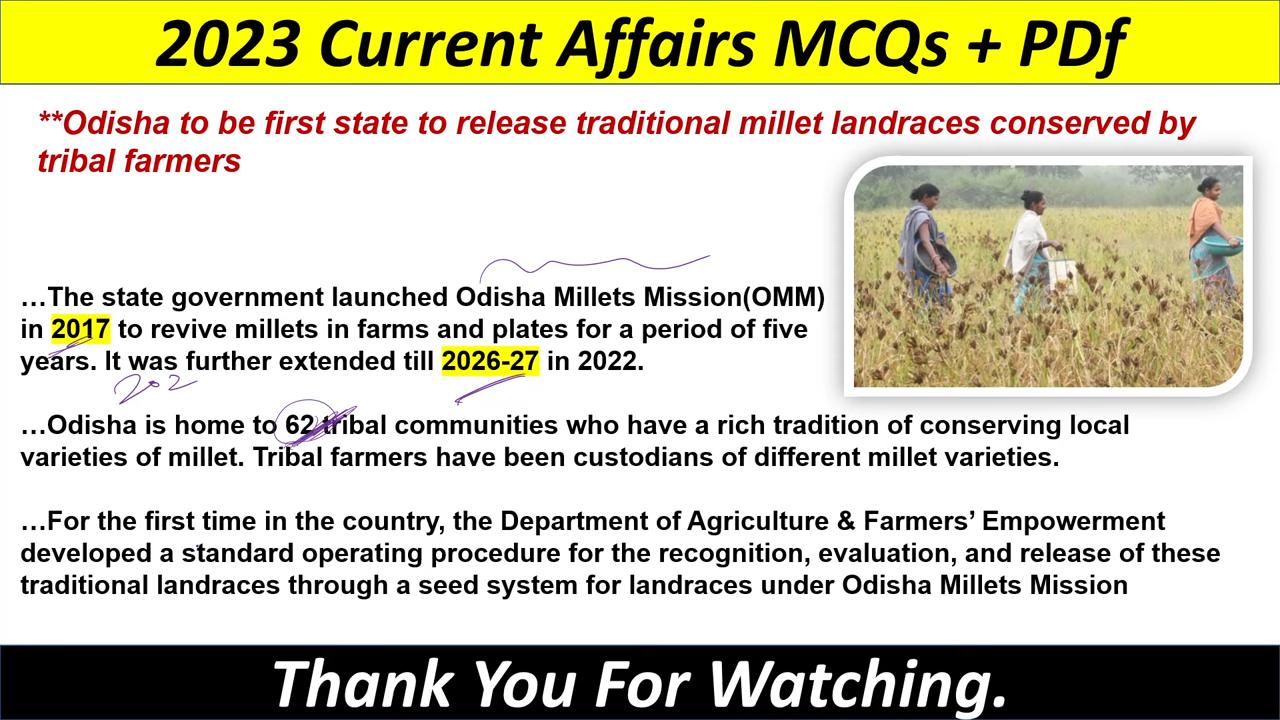 2023 Current Affairs MCQs + PDf
**Odisha to be first state to release traditional millet landraces conserved by
tribal farmers
…The state government launched Odisha Millets Mission(OMM)
in 2017 to revive millets in farms and plates for a period of five
years. It was further extended till 2026-27 in 2022.
202
…Odisha is home to 62 tribal communities who have a rich tradition of conserving local
varieties of millet. Tribal farmers have been custodians of different millet varieties.
…For the first time in the country, the Department of Agriculture & Farmers’ Empowerment
developed a standard operating procedure for the recognition, evaluation, and release of these
traditional landraces through a seed system for landraces under Odisha Millets Mission
Thank You For Watching.